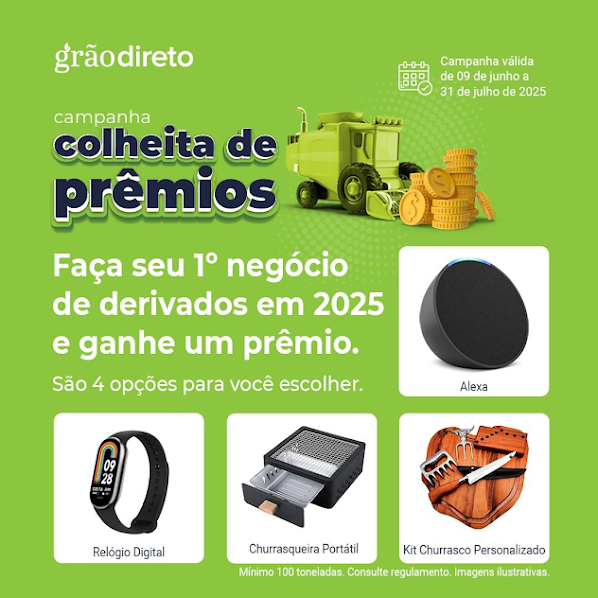 grãodireto
Campanha válida
de 09 de junho a
31 de julho de 2025
campanha
colheita de
prêmios
Faça seu 1º negócio
de derivados em 2025
e ganhe um prêmio.
São 4 opções para você escolher.
Alexa
09
28
Relógio Digital
Churrasqueira Portátil
Kit Churrasco Personalizado
Mínimo 100 toneladas. Consulte regulamento. Imagens ilustrativas.